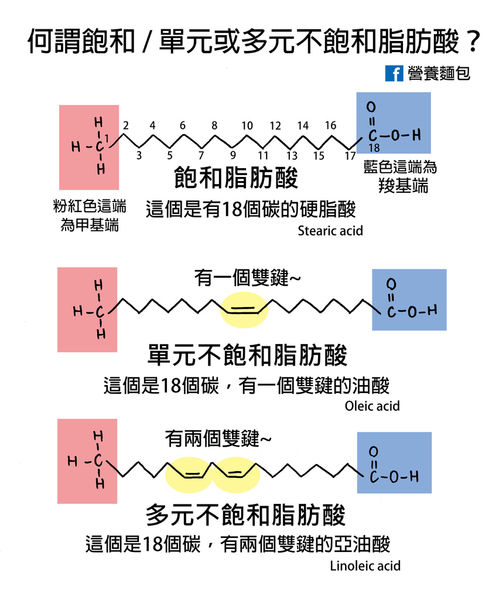 何謂飽和 / 單元或多元不飽和脂肪酸？
f 營養麵包
H
H-C1
H
2 4 6 8 10 12 14 16
3 5 7 9 11 13 15 17
O
C-O-H
18
飽和脂肪酸
粉紅色這端
為甲基端
藍色這端為
羧基端
這個是有18個碳的硬脂酸
Stearic acid
有一個雙鍵~
H
H-C
H
O
C-O-H
單元不飽和脂肪酸
這個是18個碳，有一個雙鍵的油酸
Oleic acid
有兩個雙鍵~
H
H-C
H
O
C-O-H
多元不飽和脂肪酸
這個是18個碳，有兩個雙鍵的亞油酸
Linoleic acid